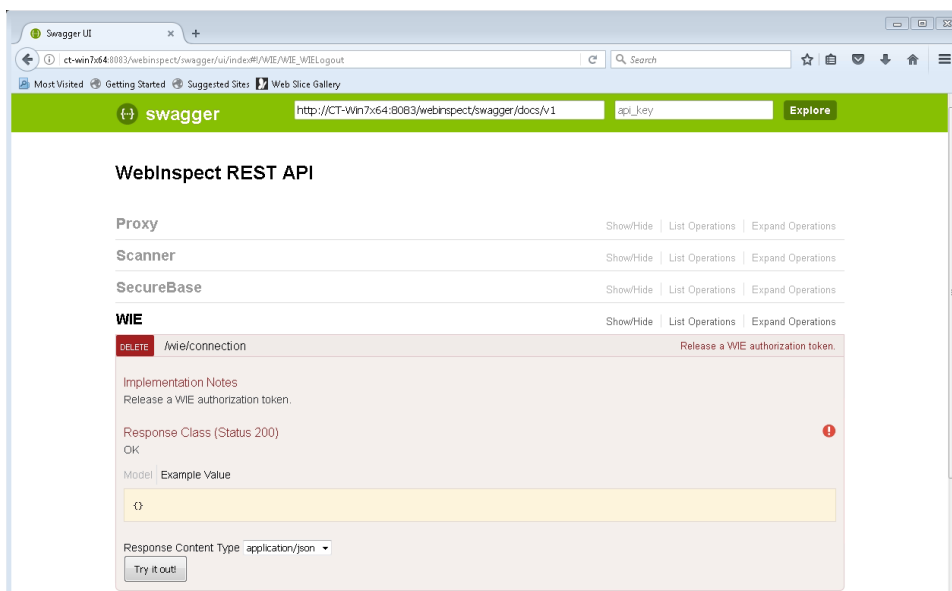 Swagger UI
ct-win7x64:8083/webinspect/swagger/ui/index#!/WIE/WIE_WIELogout
Search
Most Visited Getting Started Suggested Sites Web Slice Gallery
swagger http://CT-Win7x64:8083/webinspect/swagger/docs/v1 api_key Explore
WebInspect REST API
Proxy Show/Hide List Operations Expand Operations
Scanner Show/Hide List Operations Expand Operations
SecureBase Show/Hide List Operations Expand Operations
WIE Show/Hide List Operations Expand Operations
DELETE /wie/connection Release a WIE authorization token.
Implementation Notes
Release a WIE authorization token.
Response Class (Status 200)
OK
Model Example Value
{}
Response Content Type application/json
Try it out!